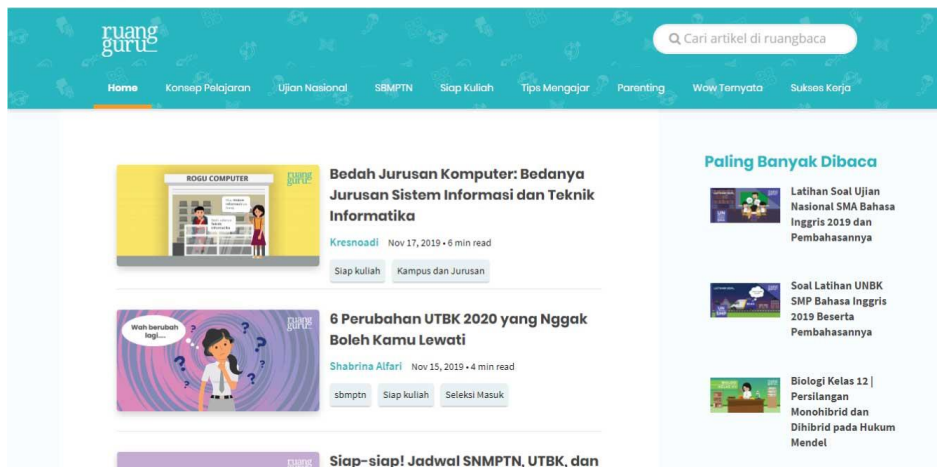 ruang
guru
Cari artikel di ruangbaca
Home Konsep Pelajaran Ujian Nasional SBMPTN Siap Kuliah Tips Mengajar Parenting Wow Ternyata Sukses Kerja
ROGU COMPUTER
ruang
guru
Bedah Jurusan Komputer: Bedanya
Jurusan Sistem Informasi dan Teknik
Informatika
Kresnoadi Nov 17, 2019 • 6 min read
Siap kuliah Kampus dan Jurusan
Wah berubah
lagi....
ruang
guru
6 Perubahan UTBK 2020 yang Nggak
Boleh Kamu Lewati
Shabrina Alfari Nov 15, 2019 • 4 min read
sbmptn Siap kuliah Seleksi Masuk
ruang
Siap-siap! Jadwal SNMPTN, UTBK, dan
Paling Banyak Dibaca
Latihan Soal Ujian
Nasional SMA Bahasa
Inggris 2019 dan
Pembahasannya
Soal Latihan UNBK
SMP Bahasa Inggris
2019 Beserta
Pembahasannya
Biologi Kelas 12 |
Persilangan
Monohibrid dan
Dihibrid pada Hukum
Mendel